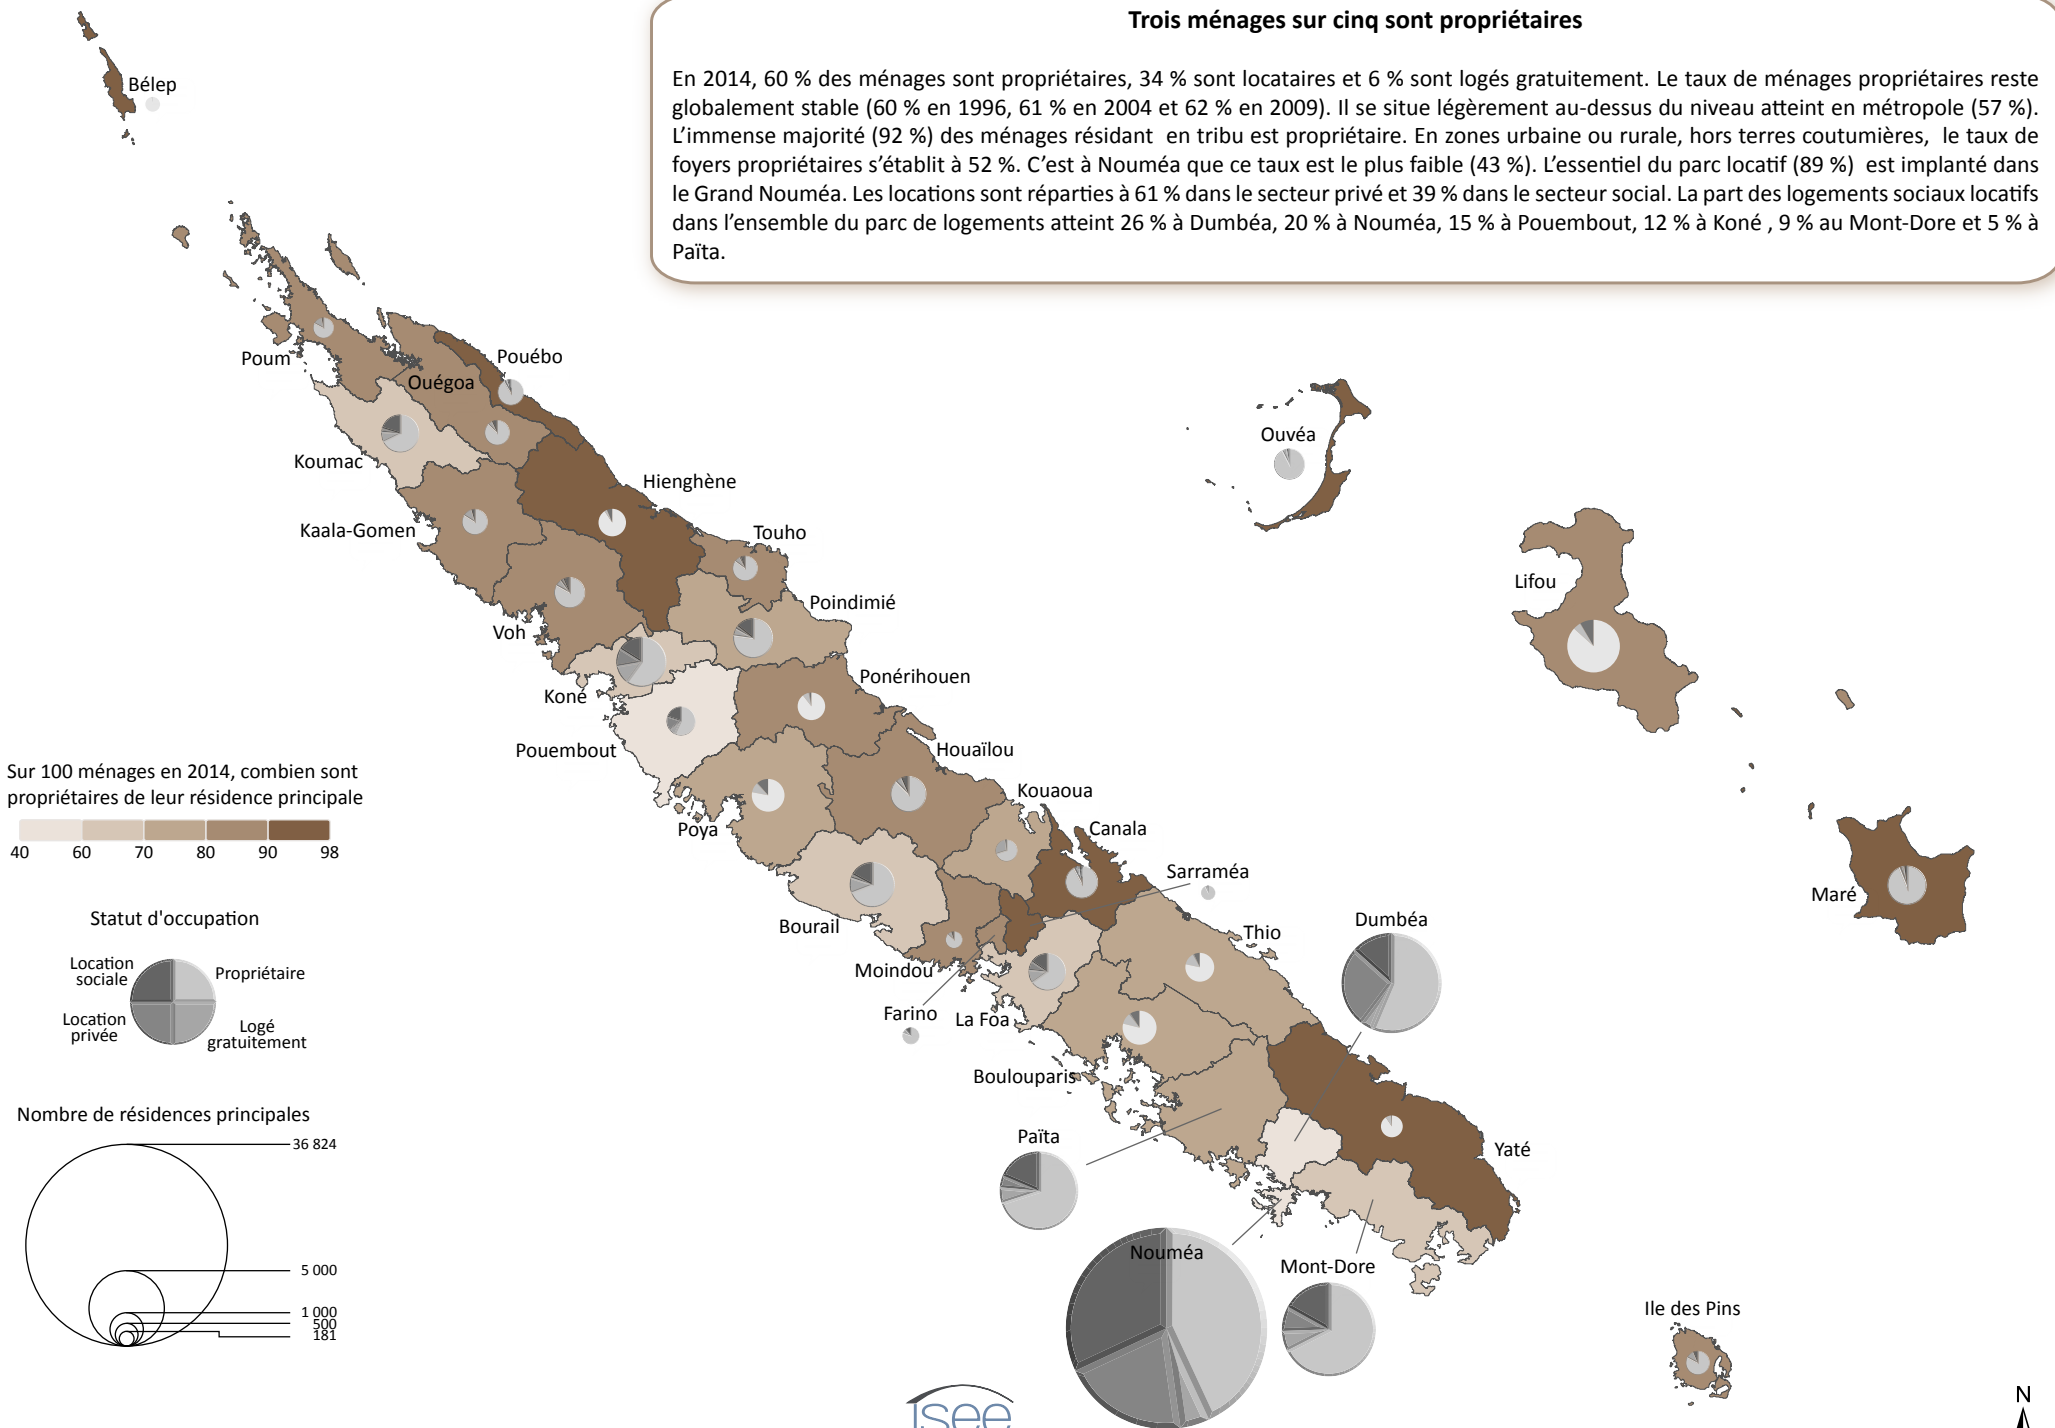 Trois ménages sur cinq sont propriétaires
En 2014, 60 % des ménages sont propriétaires, 34 % sont locataires et 6 % sont logés gratuitement. Le taux de ménages propriétaires reste
globalement stable (60 % en 1996, 61 % en 2004 et 62 % en 2009). Il se situe légèrement au-dessus du niveau atteint en métropole (57 %).
L'immense majorité (92 %) des ménages résidant en tribu est propriétaire. En zones urbaine ou rurale, hors terres coutumières, le taux de
foyers propriétaires s'établit à 52 %. C'est à Nouméa que ce taux est le plus faible (43 %). L'essentiel du parc locatif (89 %) est implanté dans
le Grand Nouméa. Les locations sont réparties à 61 % dans le secteur privé et 39 % dans le secteur social. La part des logements sociaux locatifs
dans l'ensemble du parc de logements atteint 26 % à Dumbéa, 20 % à Nouméa, 15 % à Pouembout, 12 % à Koné , 9 % au Mont-Dore et 5 % à
Païta.
Bélep
Poum
Pouébo
Ouégoa
Koumac
Ouvéa
Hienghène
Kaala-Gomen
Touho
Lifou
Poindimié
Voh
Ponérihouen
Koné
Pouembout
Houaïlou
Kouaoua
Poya
Canala
Sarraméa
Maré
Bourail
Dumbéa
Thio
Moindou
Farino
La Foa
Boulouparis
Païta
Yaté
Nouméa
Mont-Dore
Ile des Pins
Sur 100 ménages en 2014, combien sont
propriétaires de leur résidence principale
40 60 70 80 90 98
Statut d'occupation
Location
sociale
Propriétaire
Location
privée
Logé
gratuitement
Nombre de résidences principales
36 824
5 000
1 000
500
181
isee
N